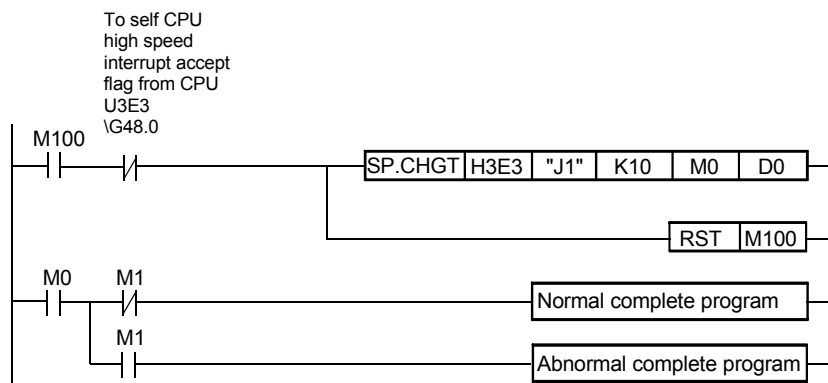 To self CPU
high speed
interrupt accept
flag from CPU
U3E3
\G48.0
M100
SP.CHGT H3E3 "J1" K10 M0 D0
RST M100
M0 M1
Normal complete program
M1
Abnormal complete program